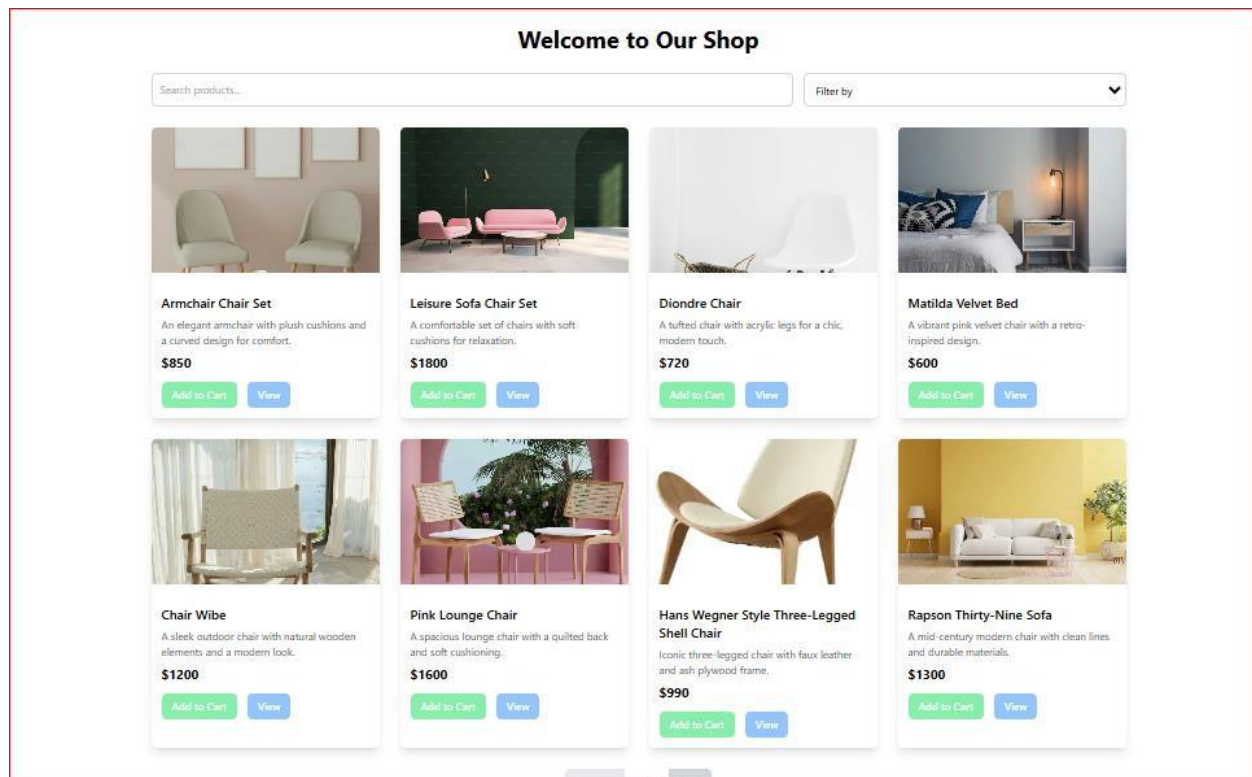 Welcome to Our Shop
Search products...
Filter by
Armchair Chair Set
An elegant armchair with plush cushions and
a curved design for comfort.
$850
Add to Cart
View
Leisure Sofa Chair Set
A comfortable set of chairs with soft
cushions for relaxation.
$1800
Add to Cart
View
Diondre Chair
A tufted chair with acrylic legs for a chic,
modern touch.
$720
Add to Cart
View
Matilda Velvet Bed
A vibrant pink velvet chair with a retro-
inspired design.
$600
Add to Cart
View
Chair Wibe
A sleek outdoor chair with natural wooden
elements and a modern look.
$1200
Add to Cart
View
Pink Lounge Chair
A spacious lounge chair with a quilted back
and soft cushioning.
$1600
Add to Cart
View
Hans Wegner Style Three-Legged
Shell Chair
Iconic three-legged chair with faux leather
and ash plywood frame.
$990
Add to Cart
View
Rapson Thirty-Nine Sofa
A mid-century modern chair with clean lines
and durable materials.
$1300
Add to Cart
View